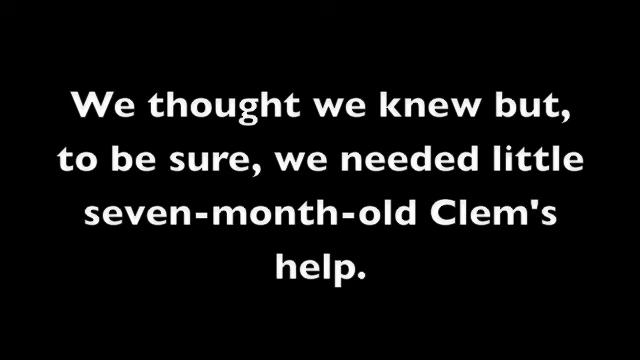 We thought we knew but,
to be sure, we needed little
seven-month-old Clem's
help.